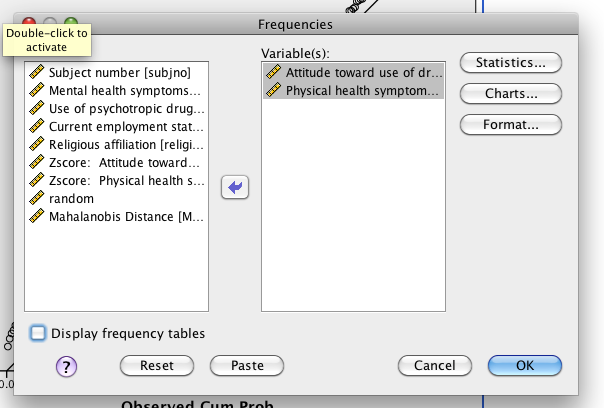 Frequencies
Double-click to
activate
Variable(s):
Subject number [subjno]
Mental health symptoms...
Use of psychotropic drug...
Current employment stat...
Religious affiliation [religi...
Zscore: Attitude toward...
Zscore: Physical health s...
random
Mahalanobis Distance [M...
Attitude toward use of dr...
Physical health symptom...
Statistics...
Charts...
Format...
Display frequency tables
?
Reset
Paste
Cancel
OK
0.0
Observed Cum Prob